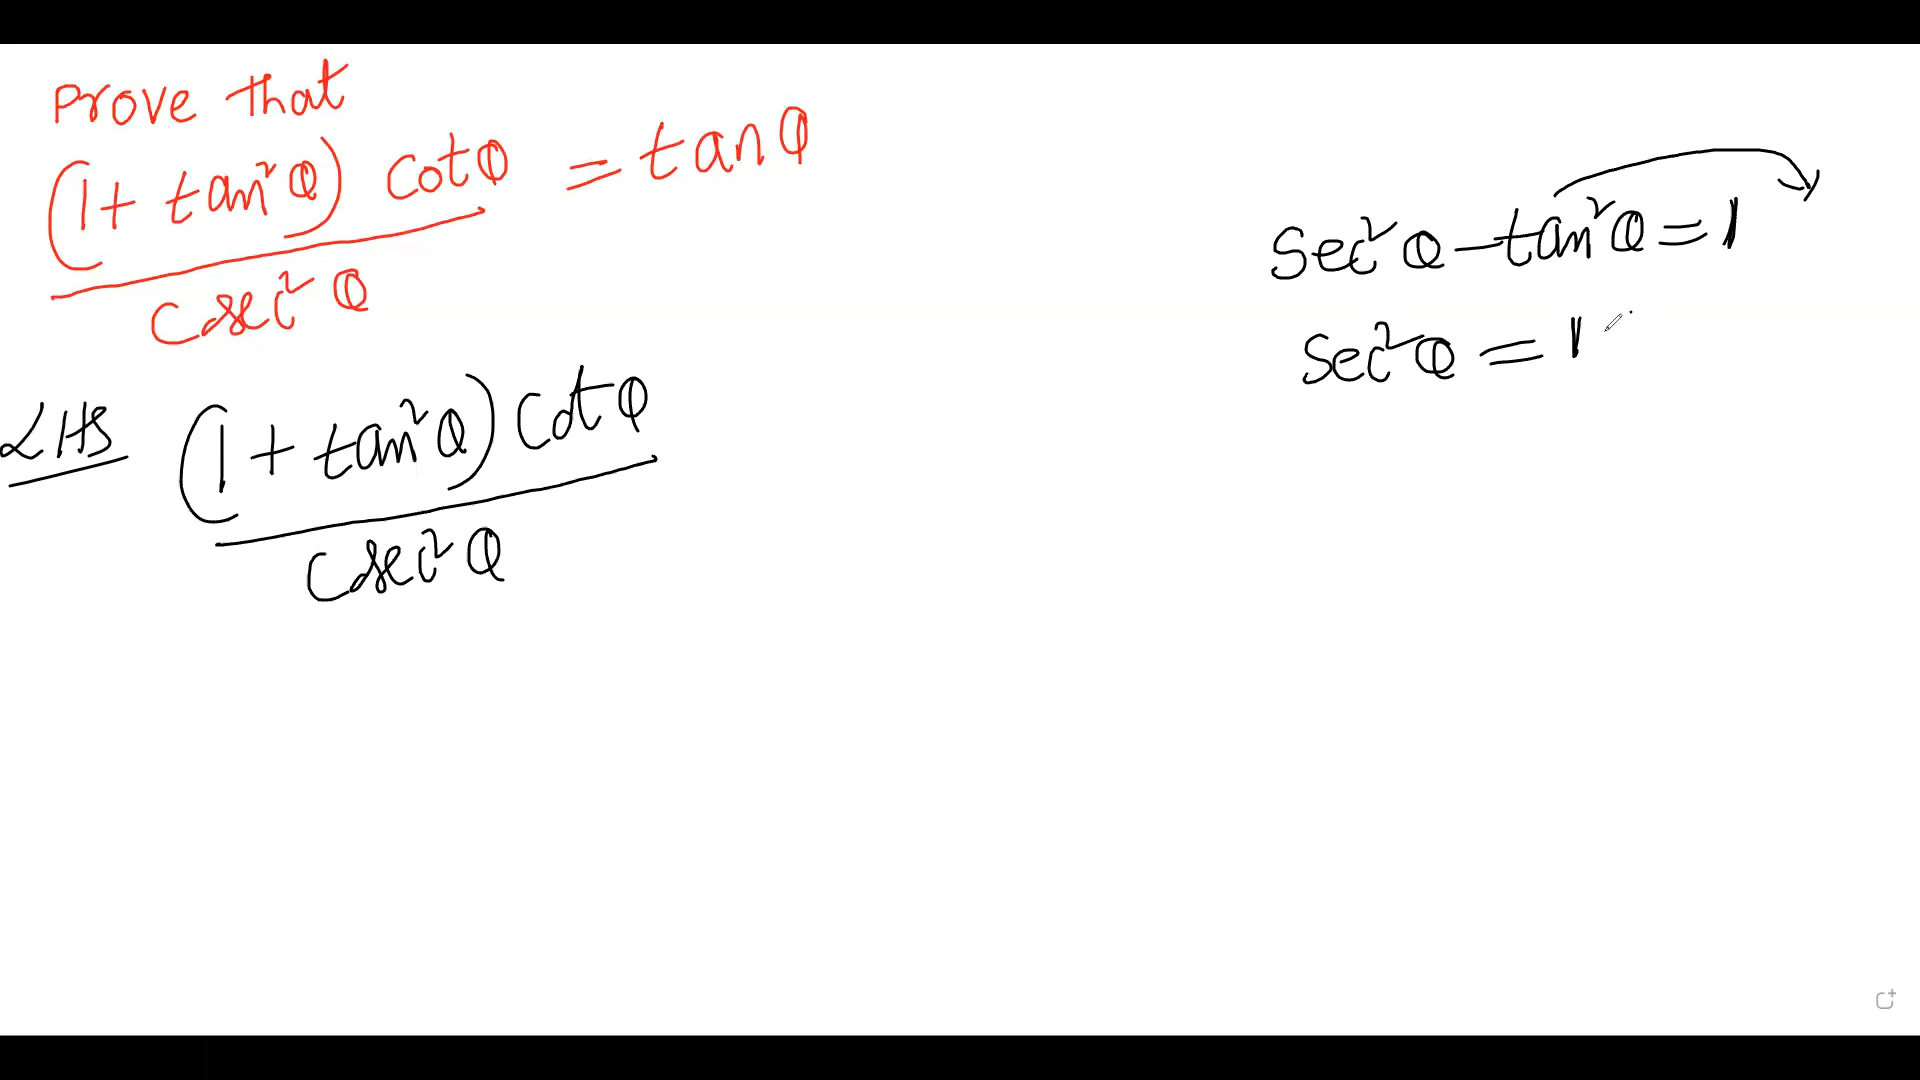 Prove that
(1 + tan²θ) cotθ = tanθ
cosec²θ
LHS (1 + tan²θ) cotθ
cosec²θ
Sec²θ - tan²θ = 1
Sec²θ = 1